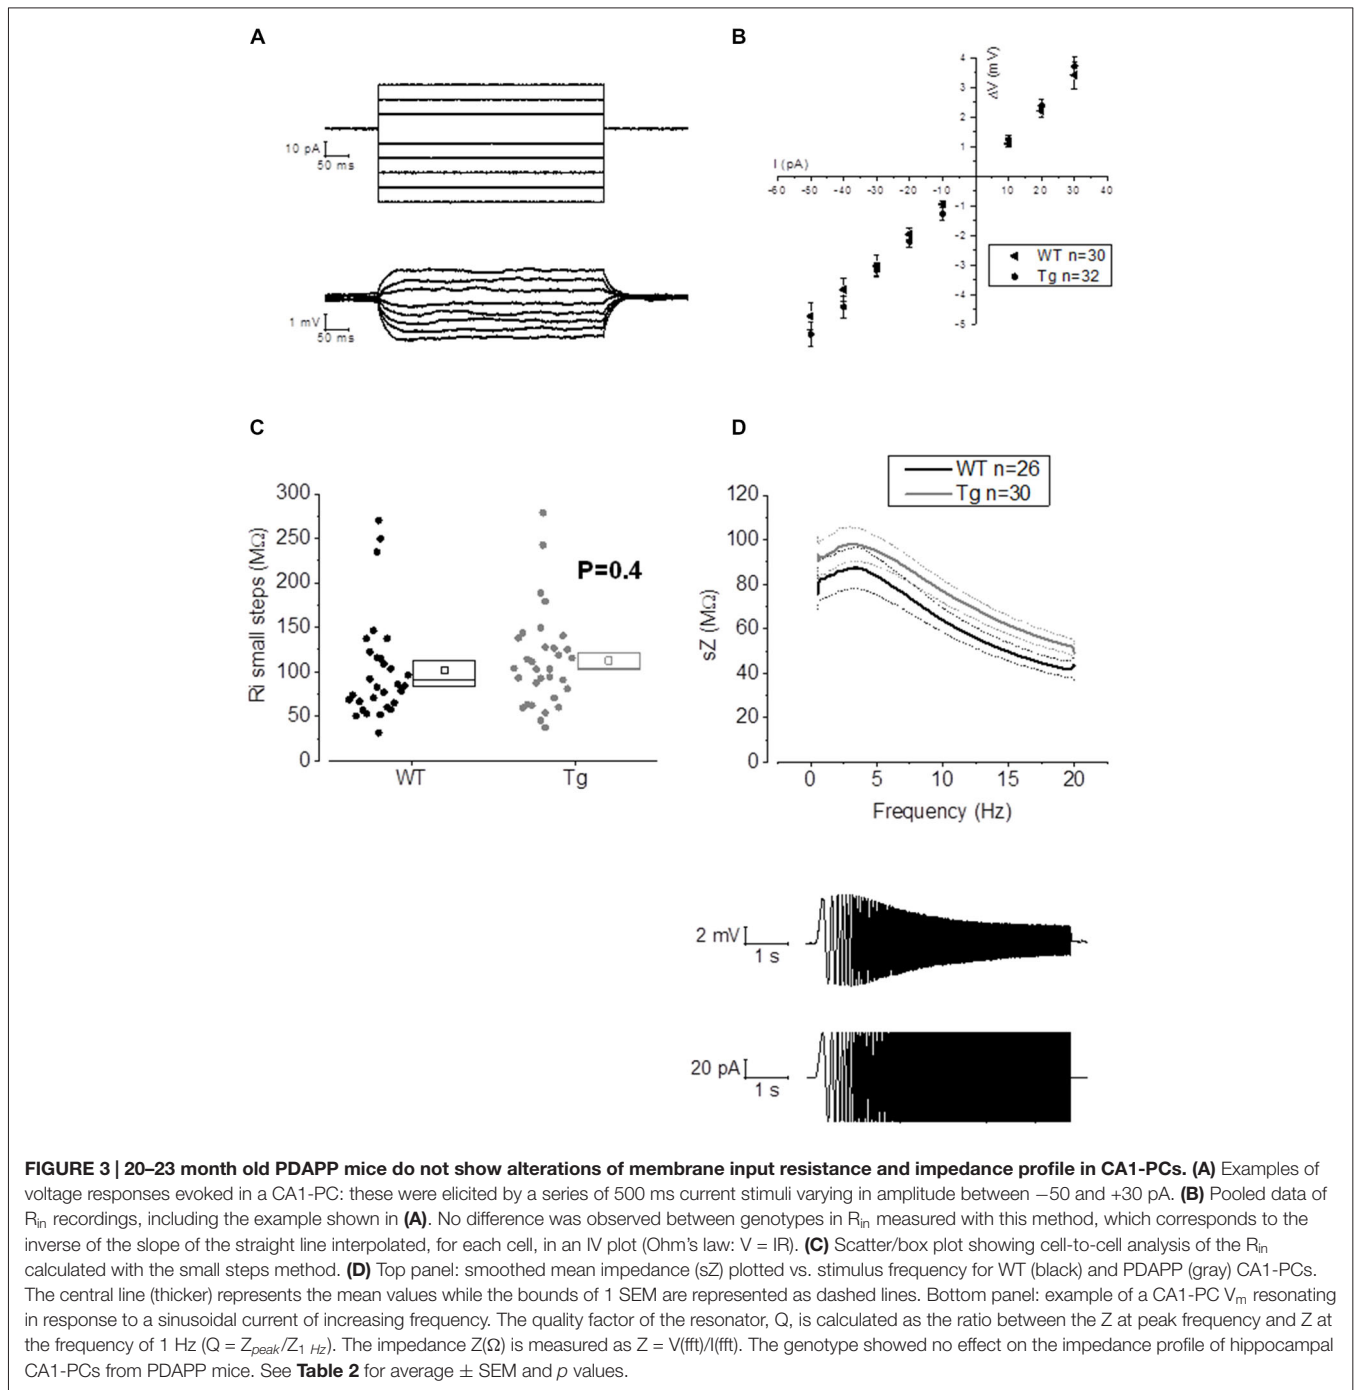 A
10 pA
50 ms
1 mV
50 ms
B
ΔV (mV)
I (pA)
-60 -50 -40 -30 -20 -10 10 20 30 40
4
3
2
1
-1
-2
-3
-4
-5
WT n=30
Tg n=32
C
Ri small steps (MΩ)
300
250
200
150
100
50
0
P=0.4
WT Tg
D
WT n=26
Tg n=30
sZ (MΩ)
120
100
80
60
40
20
0
0 5 10 15 20
Frequency (Hz)
2 mV
1 s
20 pA
1 s
FIGURE 3 | 20–23 month old PDAPP mice do not show alterations of membrane input resistance and impedance profile in CA1-PCs. (A) Examples of
voltage responses evoked in a CA1-PC: these were elicited by a series of 500 ms current stimuli varying in amplitude between −50 and +30 pA. (B) Pooled data of
Rin recordings, including the example shown in (A). No difference was observed between genotypes in Rin measured with this method, which corresponds to the
inverse of the slope of the straight line interpolated, for each cell, in an IV plot (Ohm's law: V = IR). (C) Scatter/box plot showing cell-to-cell analysis of the Rin
calculated with the small steps method. (D) Top panel: smoothed mean impedance (sZ) plotted vs. stimulus frequency for WT (black) and PDAPP (gray) CA1-PCs.
The central line (thicker) represents the mean values while the bounds of 1 SEM are represented as dashed lines. Bottom panel: example of a CA1-PC Vm resonating
in response to a sinusoidal current of increasing frequency. The quality factor of the resonator, Q, is calculated as the ratio between the Z at peak frequency and Z at
the frequency of 1 Hz (Q = Zpeak/Z1 Hz). The impedance Z(Ω) is measured as Z = V(fft)/I(fft). The genotype showed no effect on the impedance profile of hippocampal
CA1-PCs from PDAPP mice. See Table 2 for average ± SEM and p values.